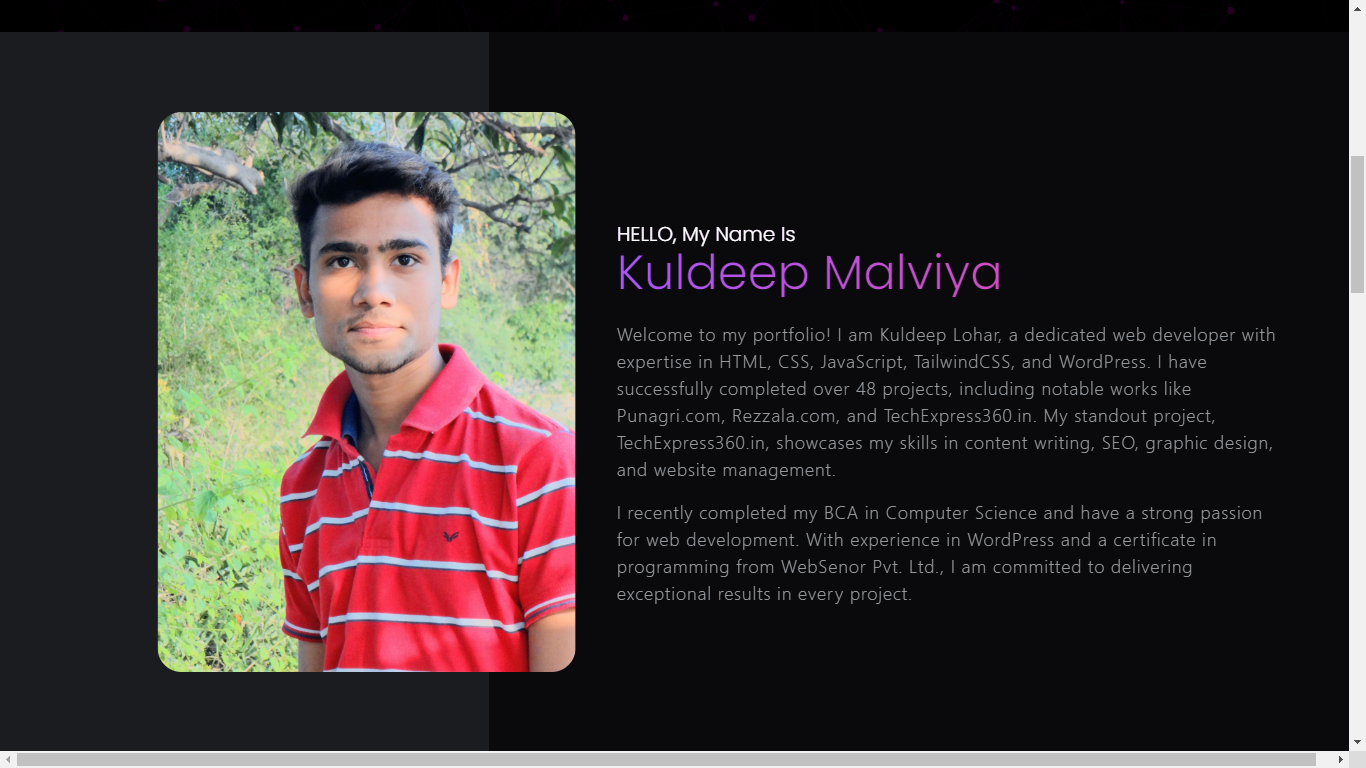 HELLO, My Name Is
Kuldeep Malviya
Welcome to my portfolio! I am Kuldeep Lohar, a dedicated web developer with
expertise in HTML, CSS, JavaScript, TailwindCSS, and WordPress. I have
successfully completed over 48 projects, including notable works like
Punagri.com, Rezzala.com, and TechExpress360.in. My standout project,
TechExpress360.in, showcases my skills in content writing, SEO, graphic design,
and website management.
I recently completed my BCA in Computer Science and have a strong passion
for web development. With experience in WordPress and a certificate in
programming from WebSenor Pvt. Ltd., I am committed to delivering
exceptional results in every project.